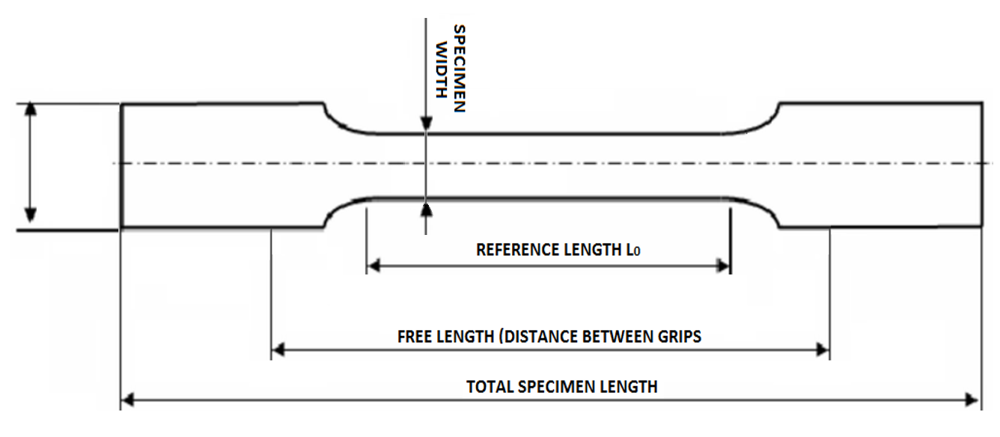 SPECIMEN
WIDTH
REFERENCE LENGTH L0
FREE LENGTH (DISTANCE BETWEEN GRIPS
TOTAL SPECIMEN LENGTH